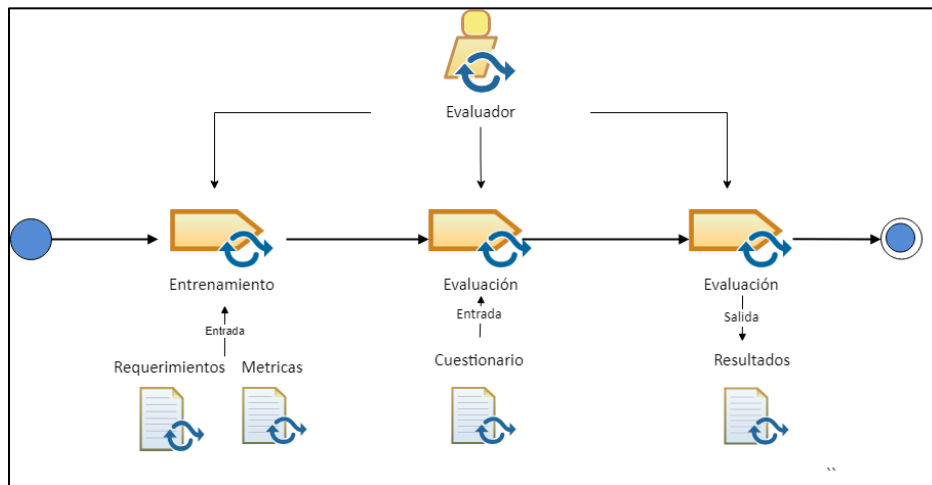 Evaluador
Entrenamiento
Evaluación
Evaluación
Entrada
Entrada
Salida
Requerimientos
Metricas
Cuestionario
Resultados
``